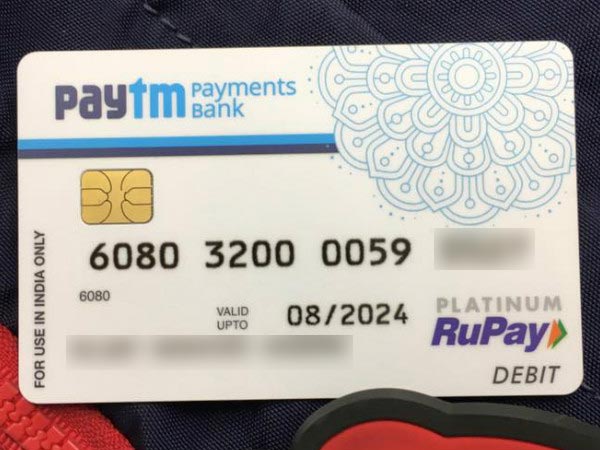 paytm Payments Bank
6080 3200 0059
6080
VALID UPTO 08/2024
FOR USE IN INDIA ONLY
PLATINUM
RuPay
DEBIT